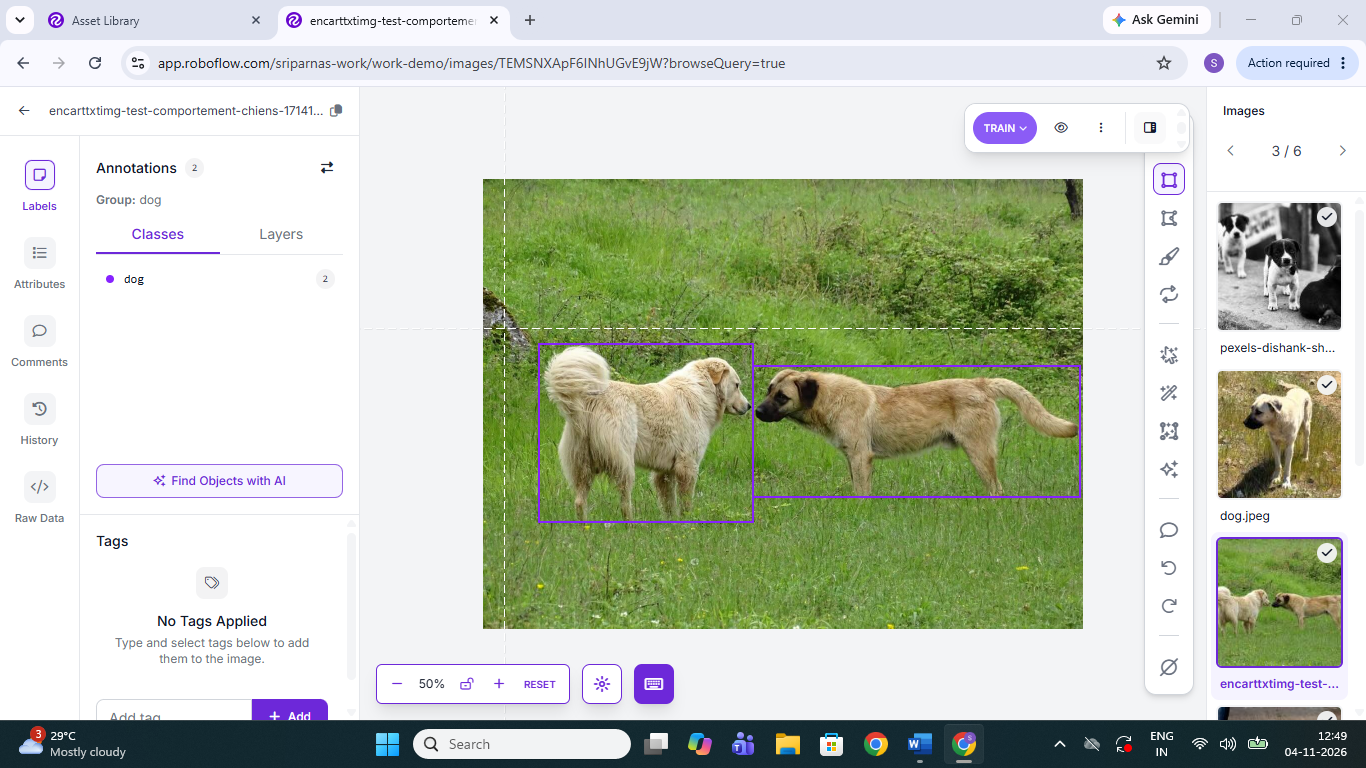 Asset Library
encarttxtimg-test-comporteme
Ask Gemini
app.roboflow.com/sriparnas-work/work-demo/images/TEMSNXApF6INhUGvE9jW?browseQuery=true
S
Action required
encarttxtimg-test-comportement-chiens-17141...
TRAIN
Images
3 / 6
Labels
Attributes
Comments
History
Raw Data
Annotations 2
Group: dog
Classes
Layers
dog 2
Find Objects with AI
Tags
No Tags Applied
Type and select tags below to add
them to the image.
Add tag
+ Add
50%
RESET
pexels-dishank-sh...
dog.jpeg
encarttxtimg-test-...
3
29°C
Mostly cloudy
Search
ENG
IN
12:49
04-11-2026